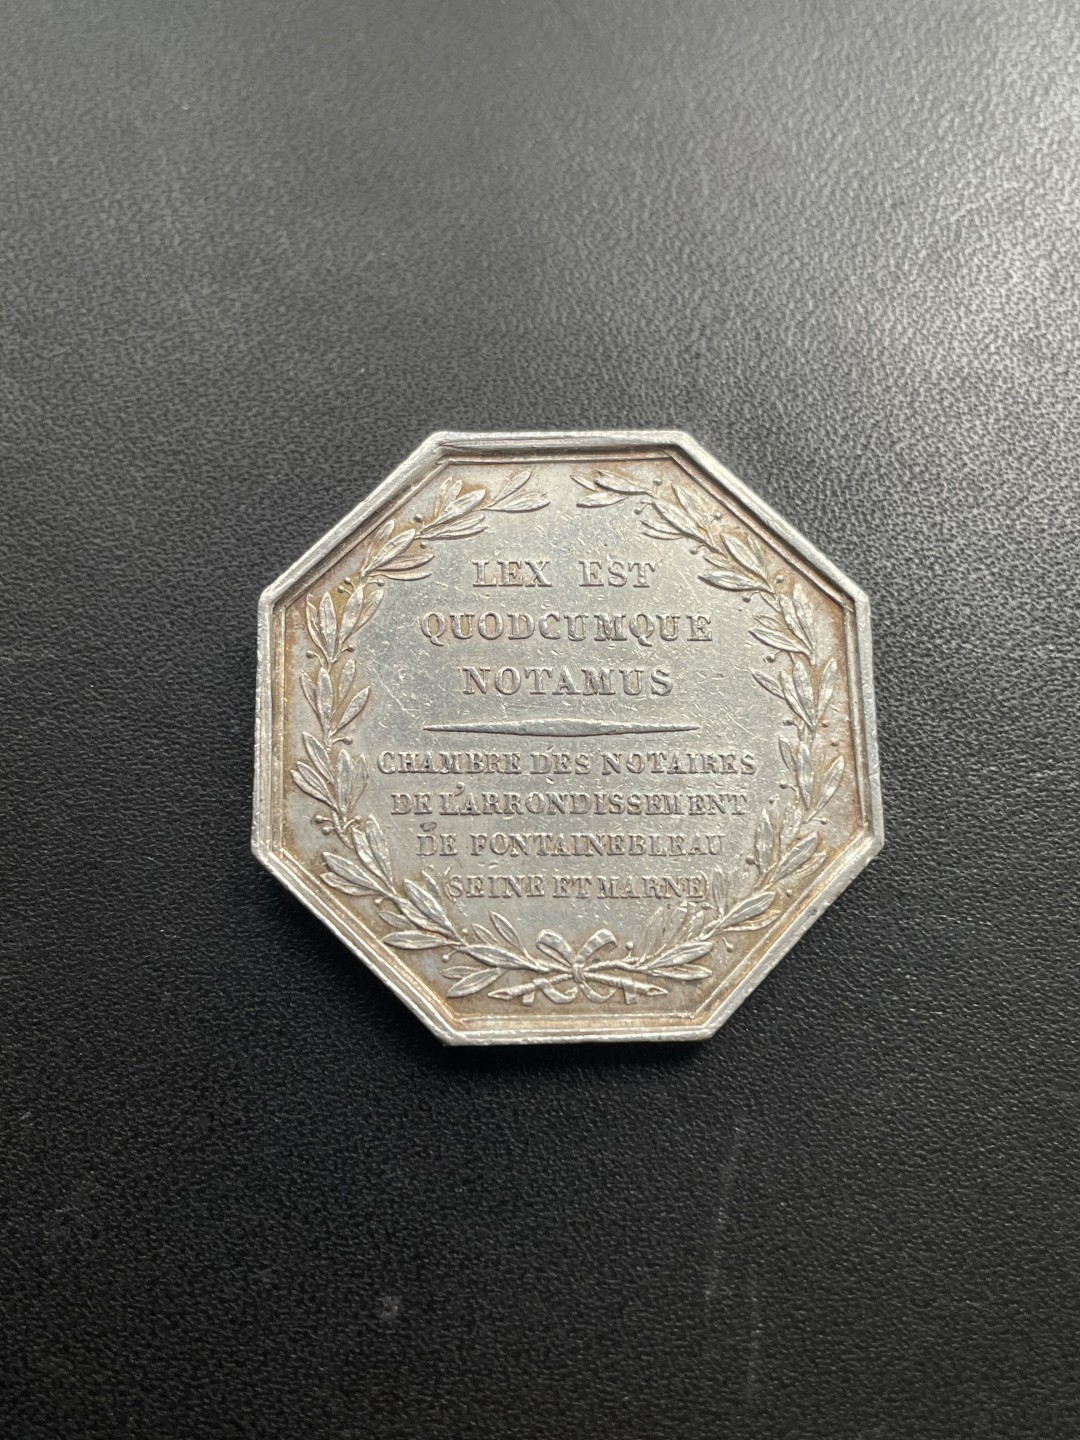 LEX EST
QUODCUMQUE
NOTAMUS
CHAMBRE DES NOTAIRES
DE L'ARRONDISSEMENT
DE FONTAINEBLEAU
(SEINE ET MARNE)